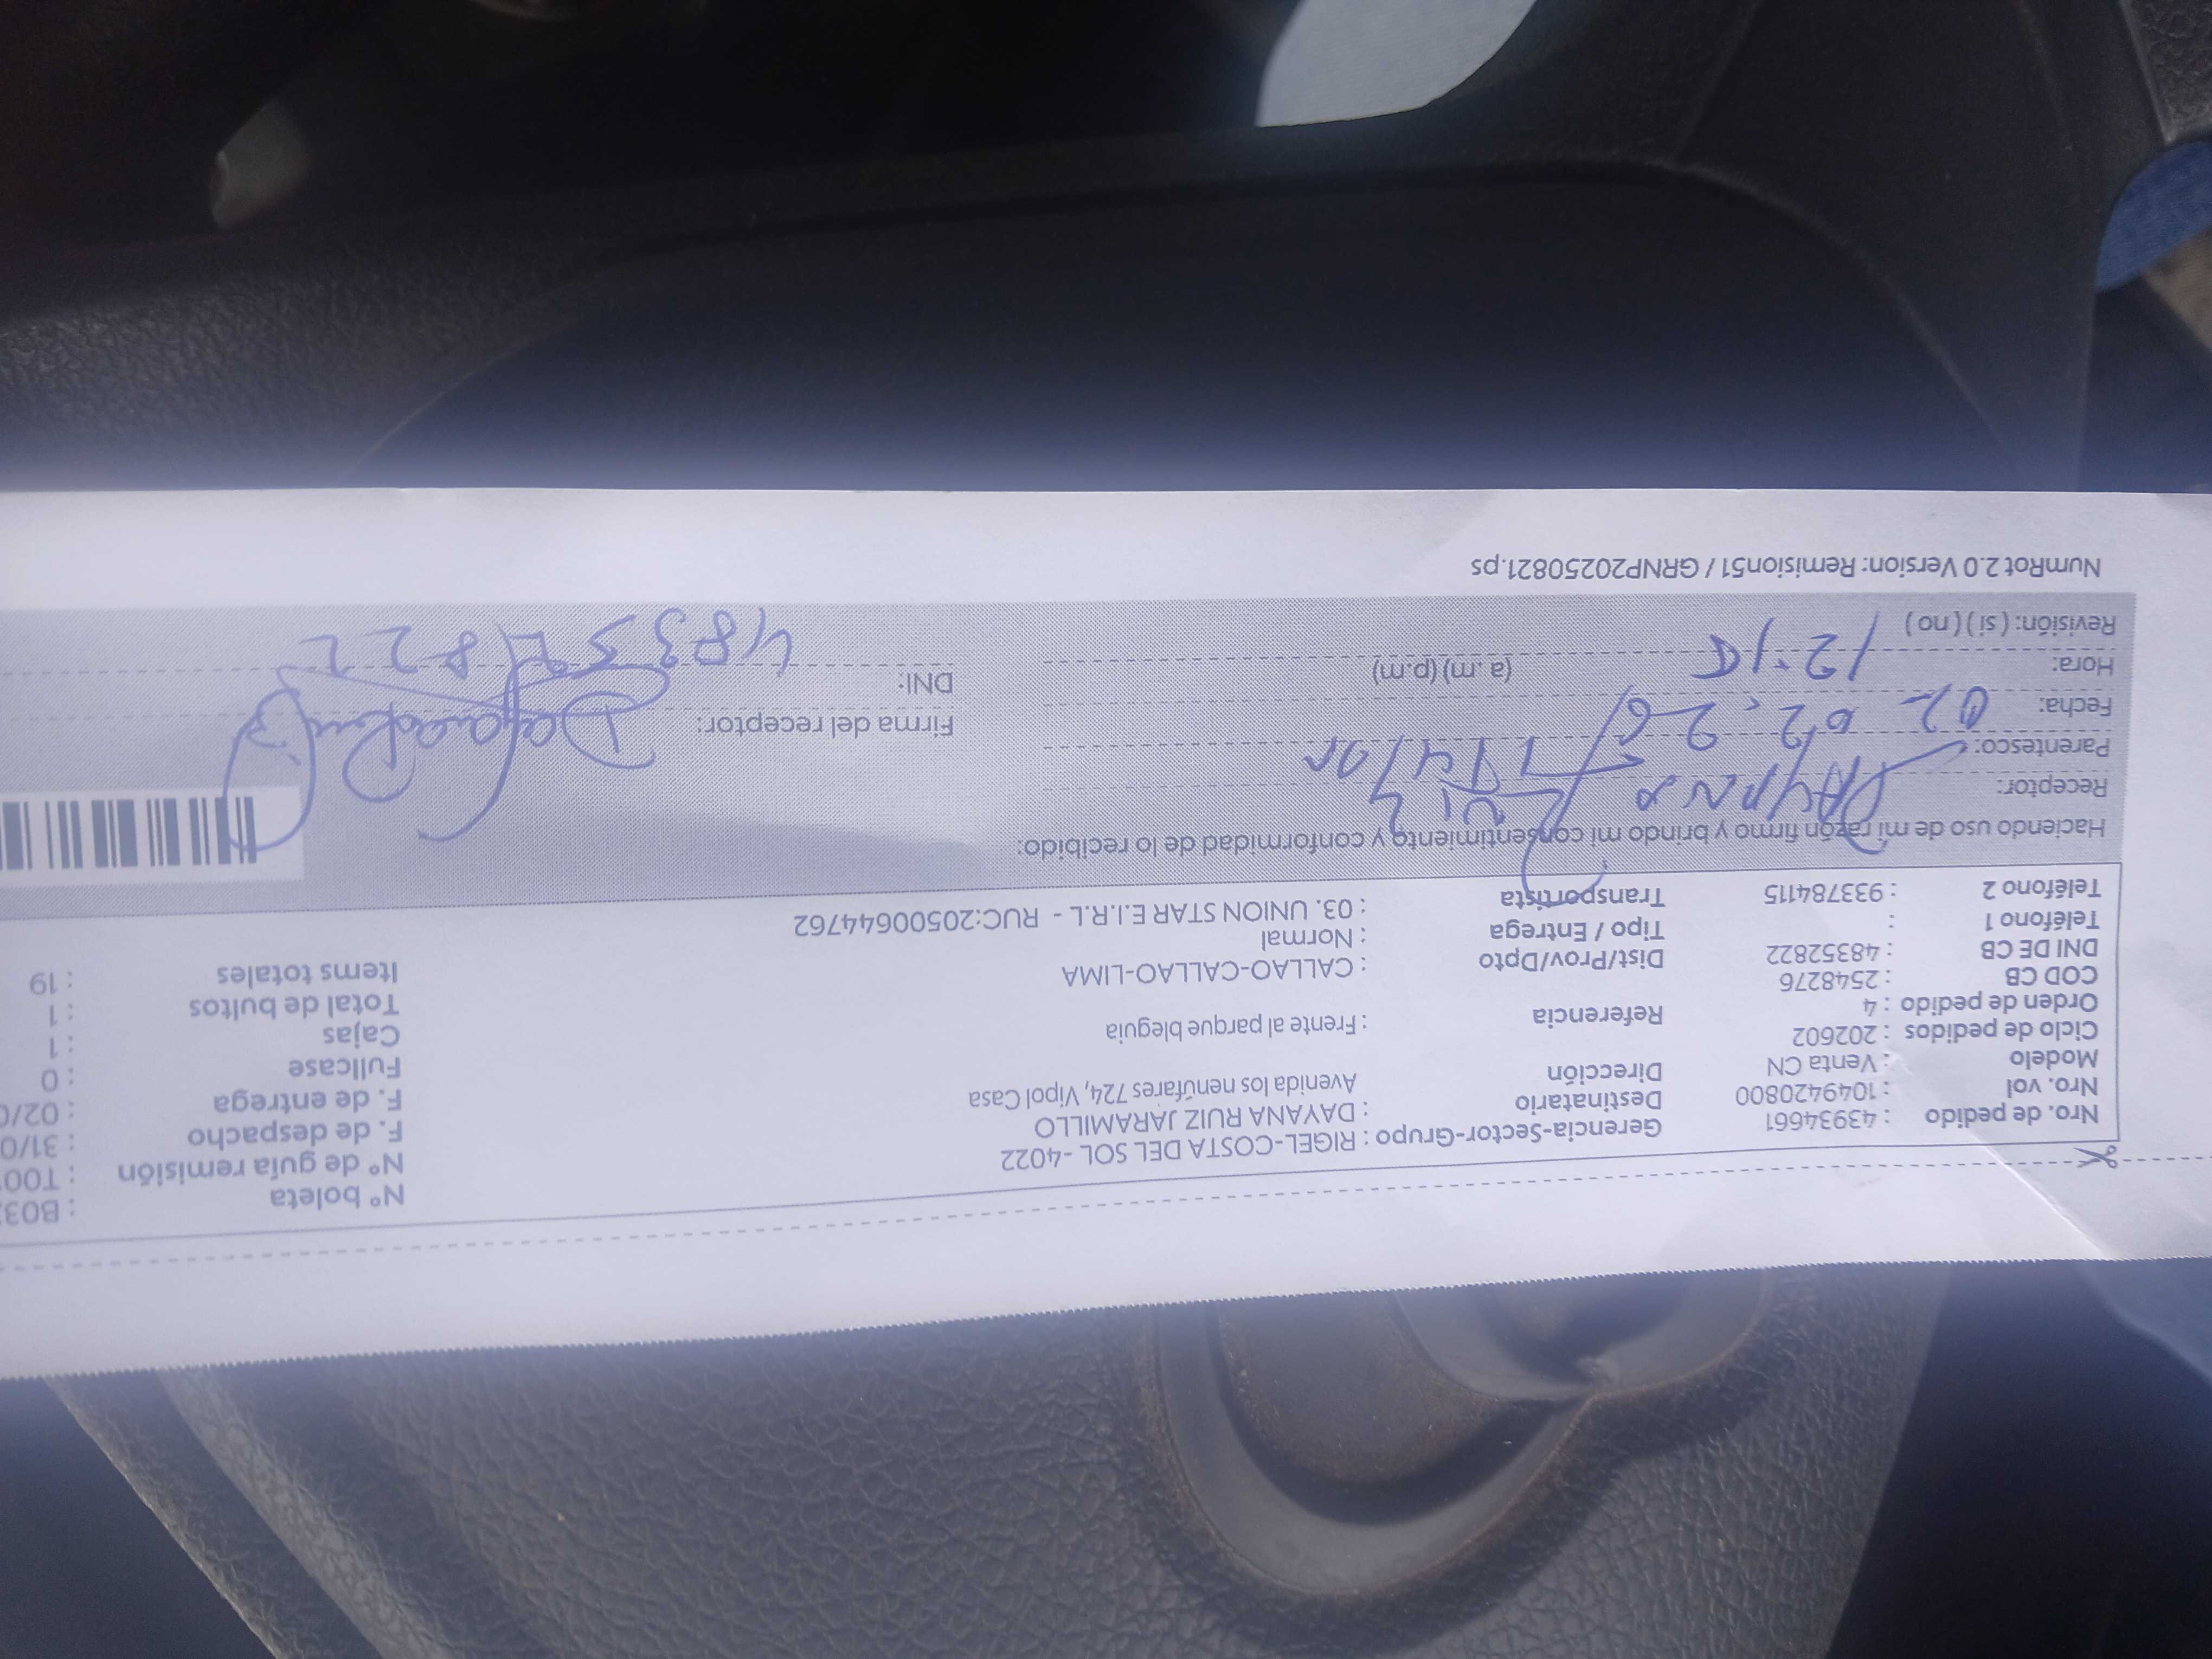 Nro. de pedido : 43934661
Nro. vol : 1049420800
Modelo : Venta CN
Ciclo de pedidos : 202602
Orden de pedido : 4
COD CB : 2548276
DNI DE CB : 48352822
Teléfono 1 :
Teléfono 2 : 933784115
Gerencia-Sector-Grupo : RIGEL-COSTA DEL SOL -4022
Destinatario : DAYANA RUIZ JARAMILLO
Dirección Avenida los nenúfares 724, Vipol Casa
Referencia : Frente al parque bleguia
Dist/Prov/Dpto : CALLAO-CALLAO-LIMA
Tipo / Entrega : Normal
Transportista : 03. UNION STAR E.I.R.L - RUC:20500644762
N° boleta : B03
N° de guía remisión : T00
F. de despacho : 31/0
F. de entrega : 02/0
Fullcase : 0
Cajas : 1
Total de bultos : 1
Items totales : 19
Haciendo uso de mi razón firmo y brindo mi consentimiento y conformidad de lo recibido:
Receptor: DAYANA RUIZ
Parentesco: TITULAR
Fecha: 02.02.26
Hora: 12:15 (a.m) (p.m)
Revisión: ( si ) ( no )
Firma del receptor: Dayana Ruiz
DNI: 48352822
NumRot 2.0 Version: Remision51 / GRNP20250821.ps